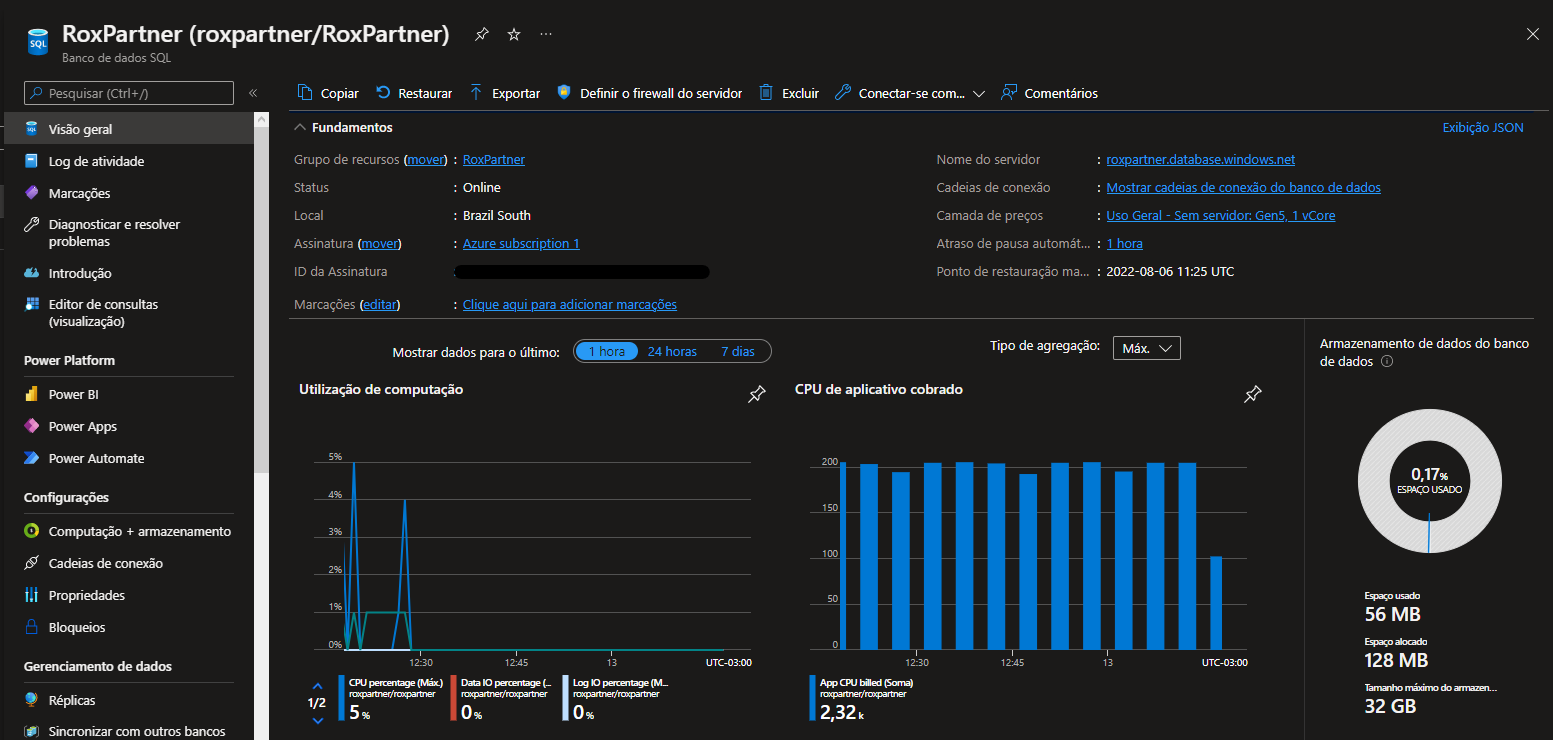 RoxPartner (roxpartner/RoxPartner)
Banco de dados SQL
Pesquisar (Ctrl+/)
Visão geral
Log de atividade
Marcações
Diagnosticar e resolver
problemas
Introdução
Editor de consultas
(visualização)
Power Platform
Power BI
Power Apps
Power Automate
Configurações
Computação + armazenamento
Cadeias de conexão
Propriedades
Bloqueios
Gerenciamento de dados
Réplicas
Sincronizar com outros bancos
Copiar Restaurar Exportar Definir o firewall do servidor Excluir Conectar-se com... Comentários
Fundamentos Exibição JSON
Grupo de recursos (mover) : RoxPartner
Status : Online
Local : Brazil South
Assinatura (mover) : Azure subscription 1
ID da Assinatura :
Marcações (editar) : Clique aqui para adicionar marcações
Nome do servidor : roxpartner.database.windows.net
Cadeias de conexão : Mostrar cadeias de conexão do banco de dados
Camada de preços : Uso Geral - Sem servidor: Gen5, 1 vCore
Atraso de pausa automát... : 1 hora
Ponto de restauração ma... : 2022-08-06 11:25 UTC
Mostrar dados para o último: 1 hora 24 horas 7 dias
Tipo de agregação: Máx.
Utilização de computação
5%
4%
3%
2%
1%
0%
12:30 12:45 13 UTC-03:00
1/2
CPU percentage (Máx.)
roxpartner/roxpartner
5 %
Data IO percentage (...
roxpartner/roxpartner
0 %
Log IO percentage (M...
roxpartner/roxpartner
0 %
CPU de aplicativo cobrado
200
150
100
50
0
12:30 12:45 13 UTC-03:00
App CPU billed (Soma)
roxpartner/roxpartner
2,32 k
Armazenamento de dados do banco
de dados
0,17%
ESPAÇO USADO
Espaço usado
56 MB
Espaço alocado
128 MB
Tamanho máximo do armazen...
32 GB